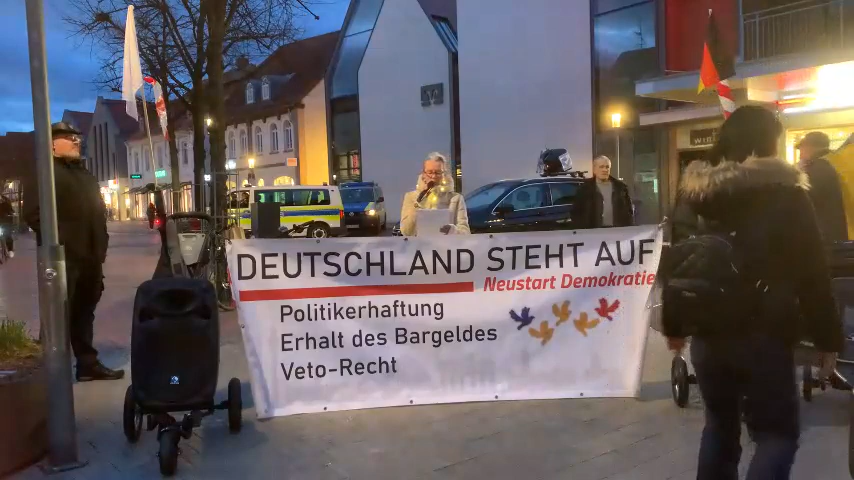 DEUTSCHLAND STEHT AUF
Neustart Demokratie
Politikerhaftung
Erhalt des Bargeldes
Veto-Recht